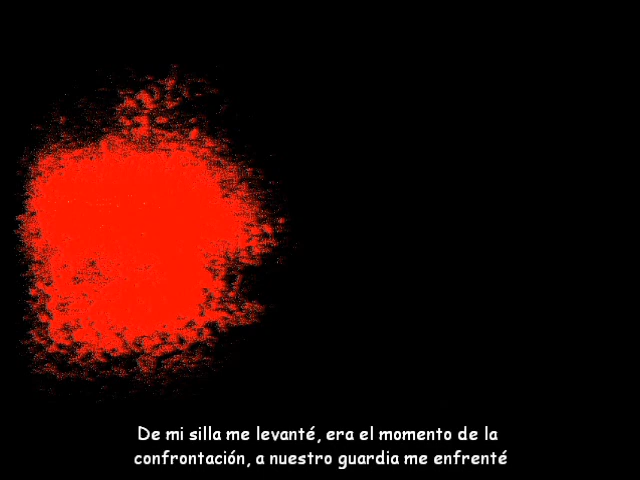 De mi silla me levanté, era el momento de la
confrontación, a nuestro guardia me enfrenté